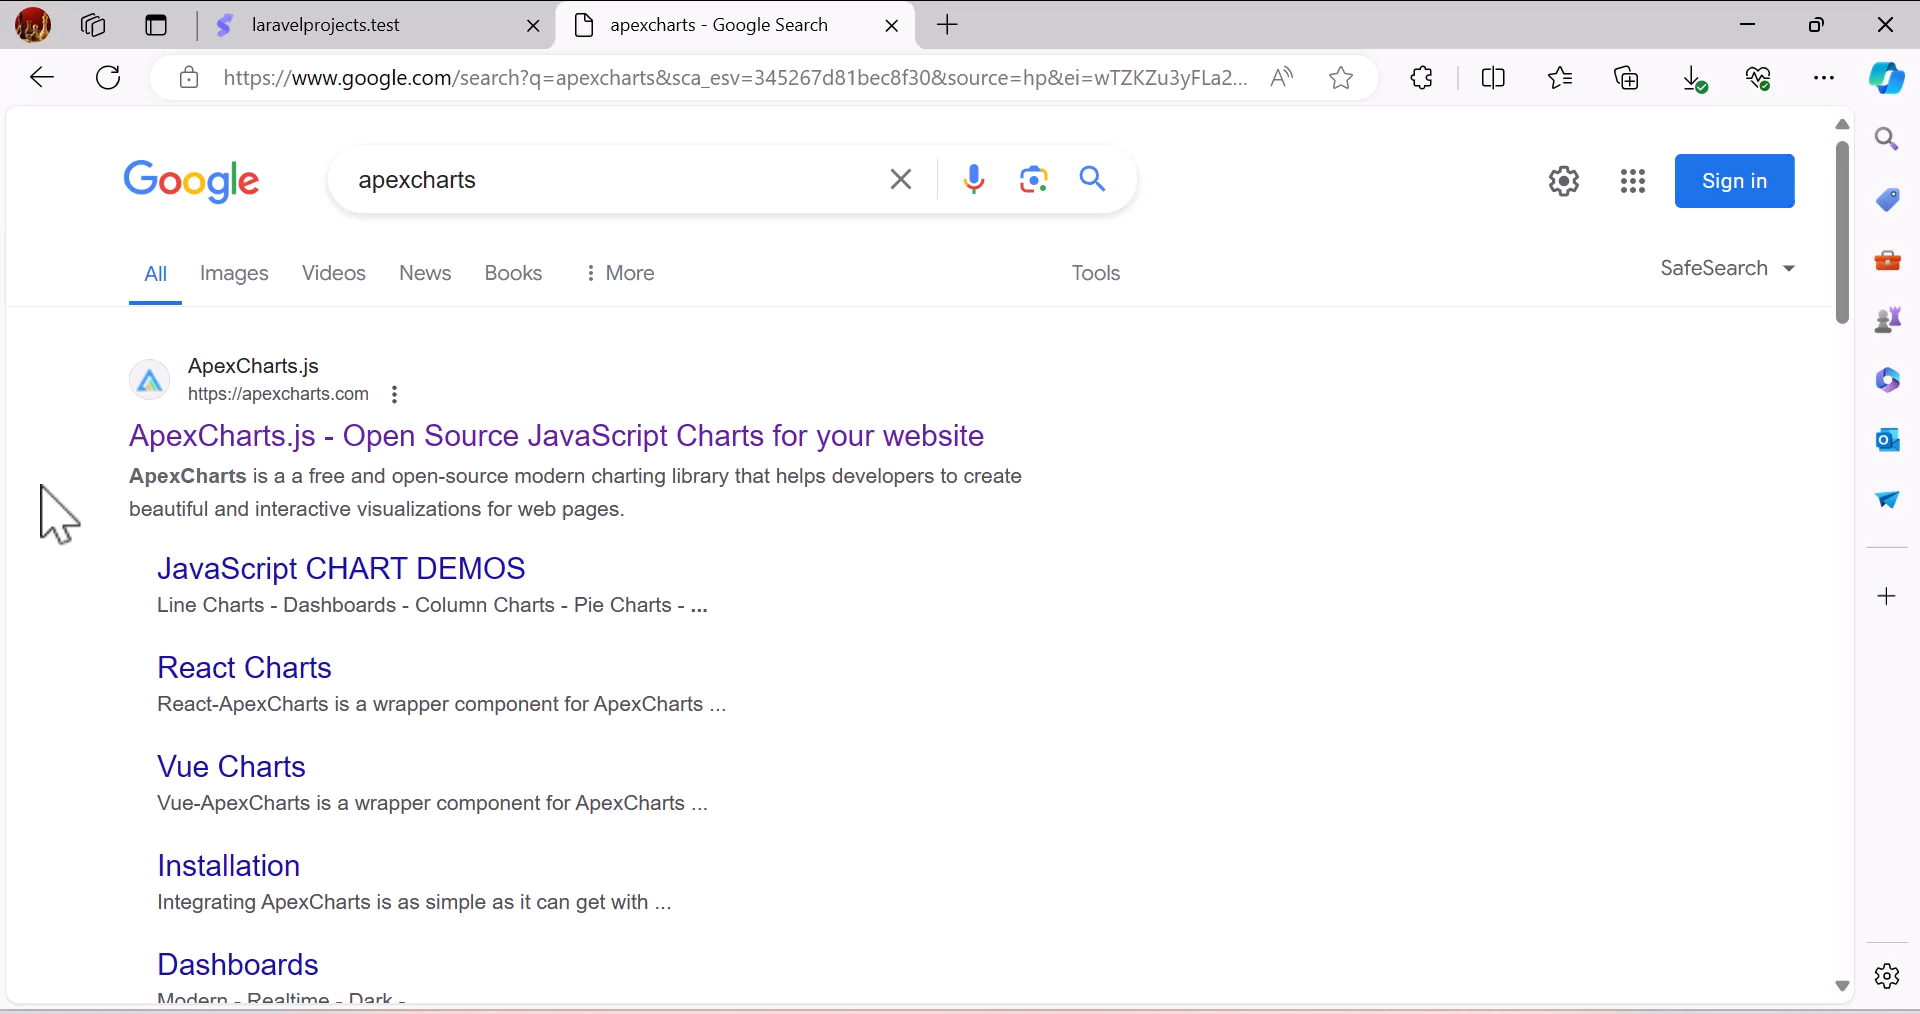 laravelprojects.test
apexcharts - Google Search
https://www.google.com/search?q=apexcharts&sca_esv=345267d81bec8f30&source=hp&ei=wTZKZu3yFLa2...
Google
apexcharts
Sign in
All Images Videos News Books More Tools SafeSearch
ApexCharts.js
https://apexcharts.com
ApexCharts.js - Open Source JavaScript Charts for your website
ApexCharts is a a free and open-source modern charting library that helps developers to create
beautiful and interactive visualizations for web pages.
JavaScript CHART DEMOS
Line Charts - Dashboards - Column Charts - Pie Charts - ...
React Charts
React-ApexCharts is a wrapper component for ApexCharts ...
Vue Charts
Vue-ApexCharts is a wrapper component for ApexCharts ...
Installation
Integrating ApexCharts is as simple as it can get with ...
Dashboards
Modern - Realtime - Dark -